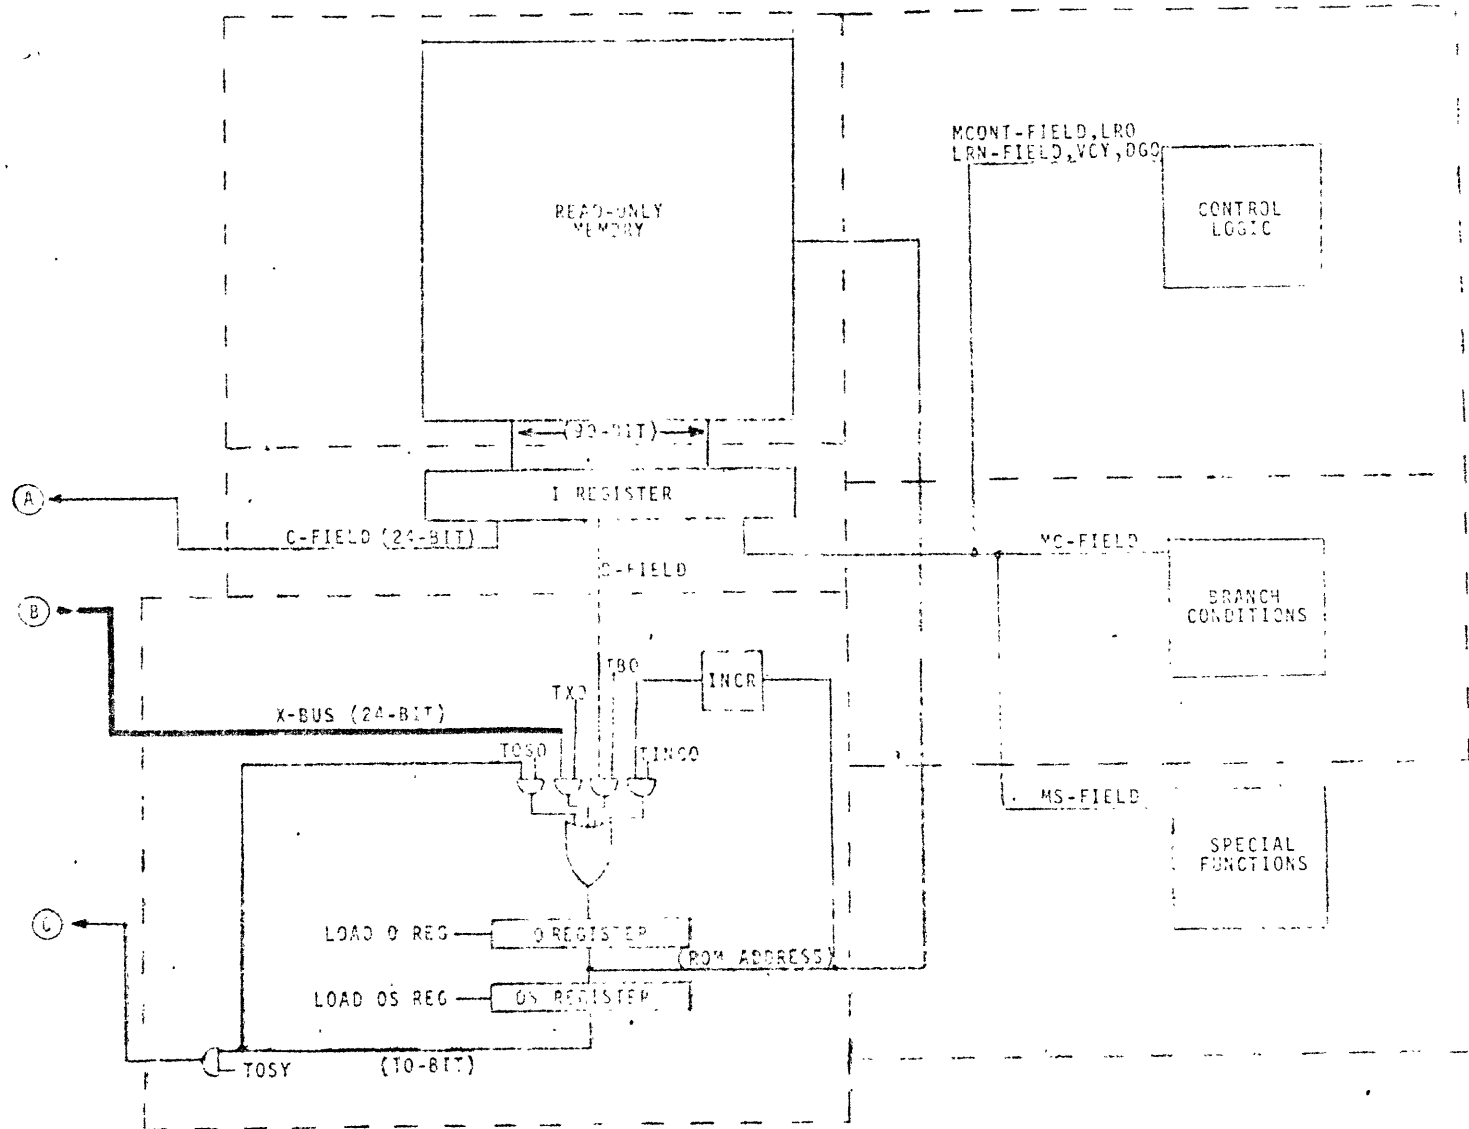 MCONT-FIELD,LRO
LRN-FIELD,VCY,DGO
READ-ONLY
MEMORY
CONTROL
LOGIC
(90-BIT)
A
I REGISTER
C-FIELD (24-BIT)
MC-FIELD
B
BRANCH
CONDITIONS
TBO
INCR
TXO
X-BUS (24-BIT)
TOSO
TINCO
MS-FIELD
SPECIAL
FUNCTIONS
LOAD O REG
O REGISTER
(ROM ADDRESS)
LOAD OS REG
OS REGISTER
TOSY